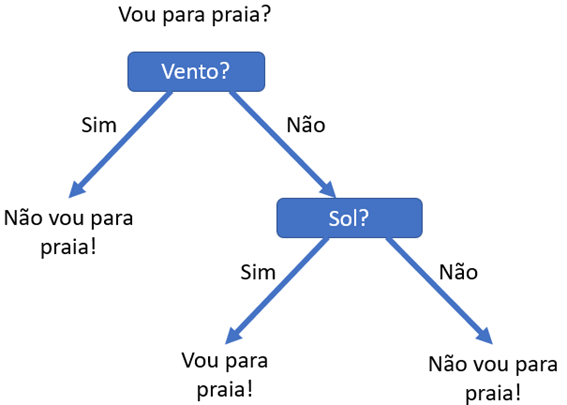 Vou para praia?
Vento?
Sim
Não
Não vou para
praia!
Sol?
Sim
Não
Vou para
praia!
Não vou para
praia!